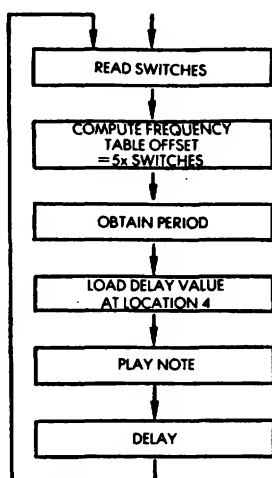 READ SWITCHES
COMPUTE FREQUENCY
TABLE OFFSET
=5x SWITCHES
OBTAIN PERIOD
LOAD DELAY VALUE
AT LOCATION 4
PLAY NOTE
DELAY